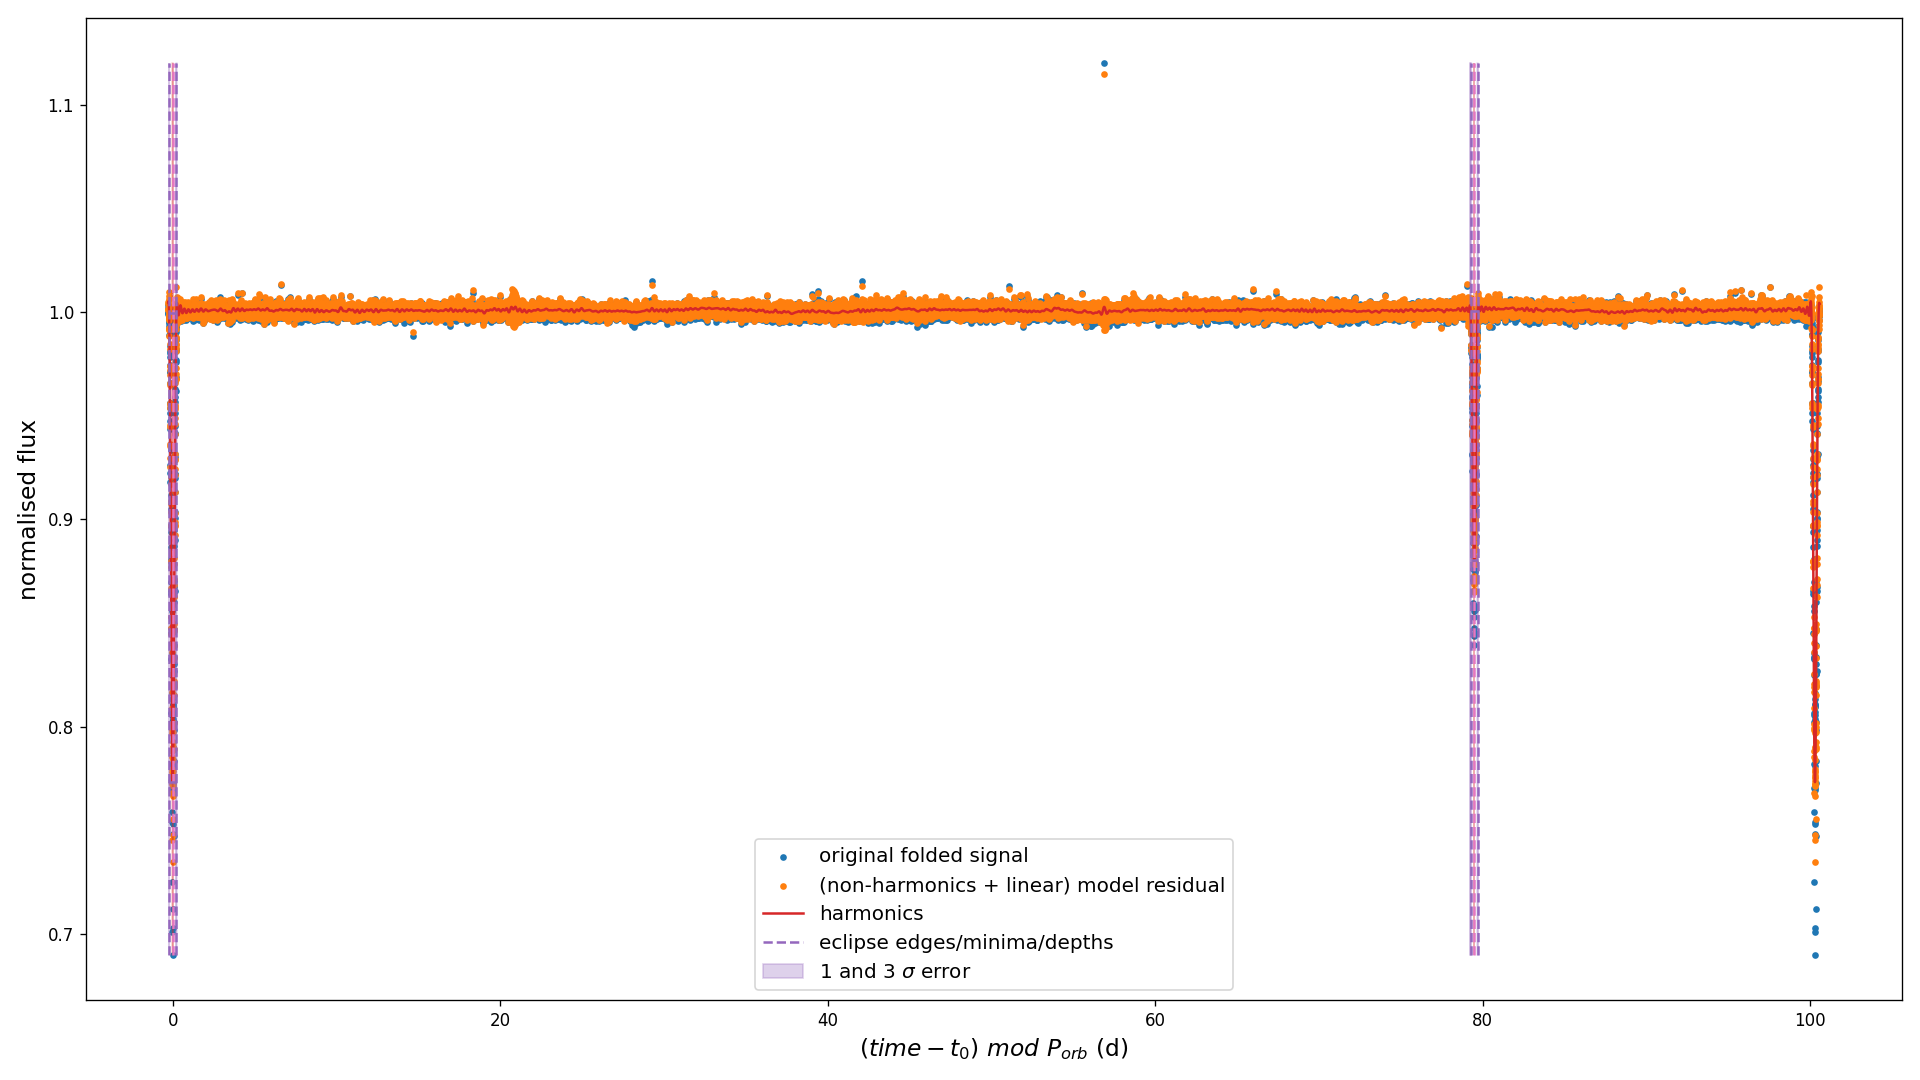 1.1
1.0
0.9
0.8
0.7
normalised flux
original folded signal
(non-harmonics + linear) model residual
harmonics
eclipse edges/minima/depths
1 and 3 σ error
0 20 40 60 80 100
(time − t₀) mod Pₒᵣᵦ (d)